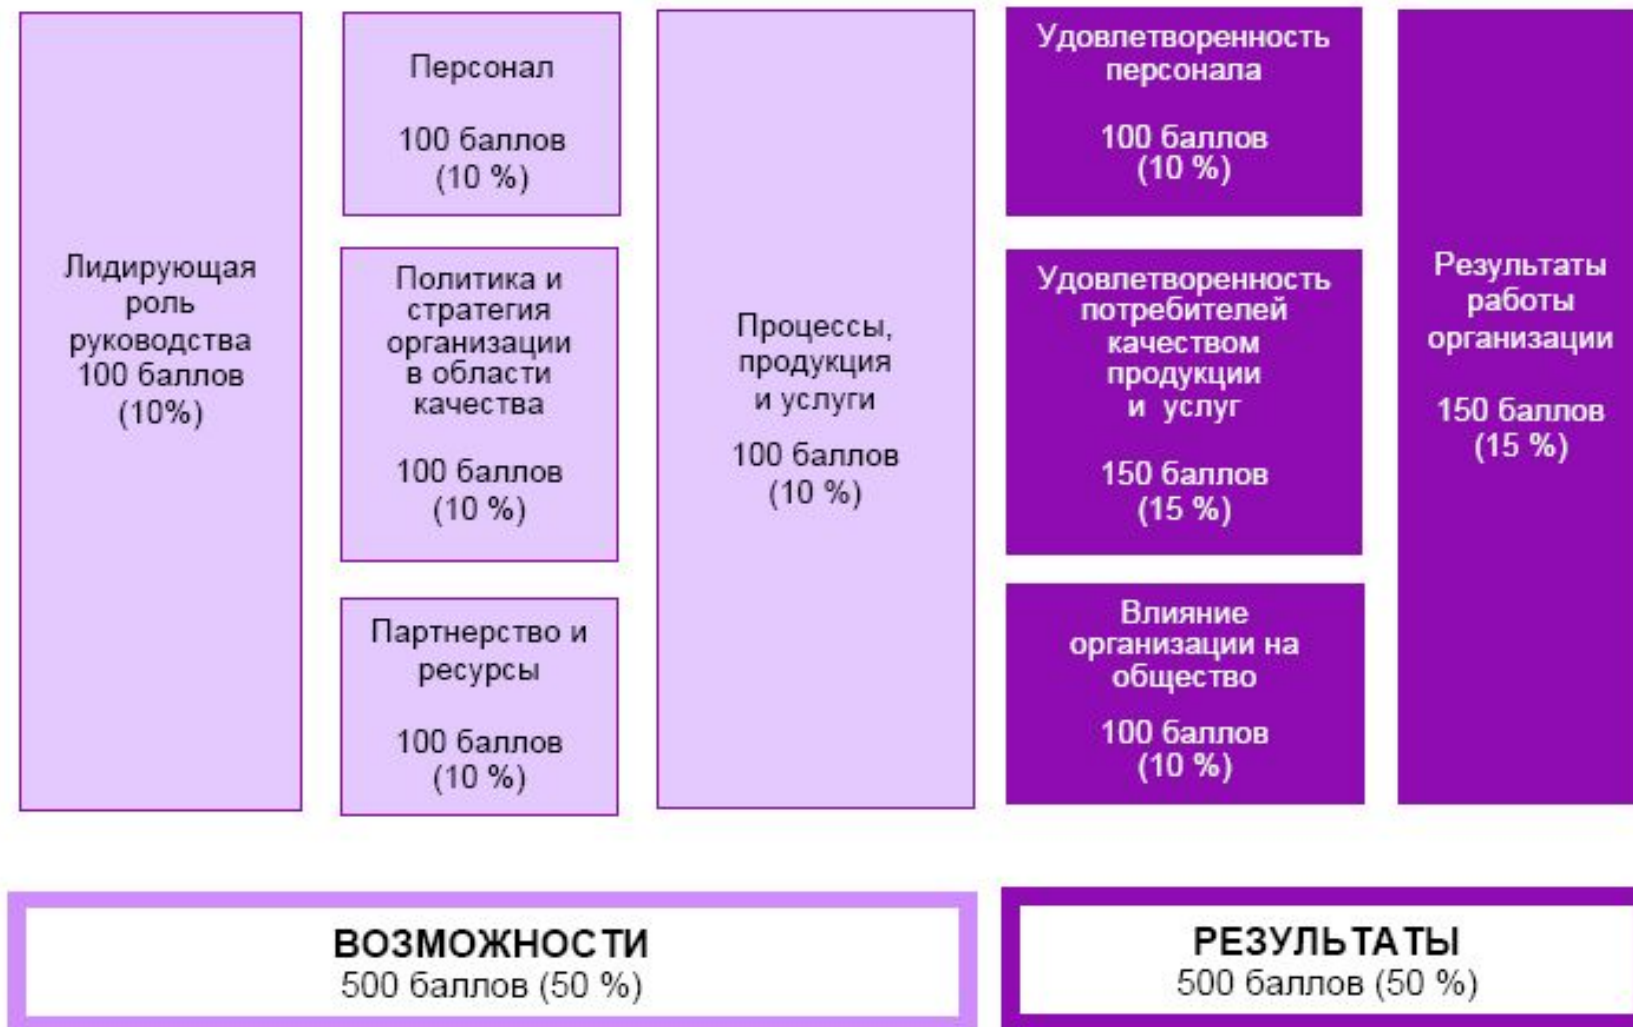 Лидирующая
роль
руководства
100 баллов
(10%)
Персонал
100 баллов
(10 %)
Политика и
стратегия
организации
в области
качества
100 баллов
(10 %)
Партнерство и
ресурсы
100 баллов
(10 %)
Процессы,
продукция
и услуги
100 баллов
(10 %)
Удовлетворенность
персонала
100 баллов
(10 %)
Удовлетворенность
потребителей
качеством
продукции
и услуг
150 баллов
(15 %)
Влияние
организации на
общество
100 баллов
(10 %)
Результаты
работы
организации
150 баллов
(15 %)
ВОЗМОЖНОСТИ
500 баллов (50 %)
РЕЗУЛЬТАТЫ
500 баллов (50 %)